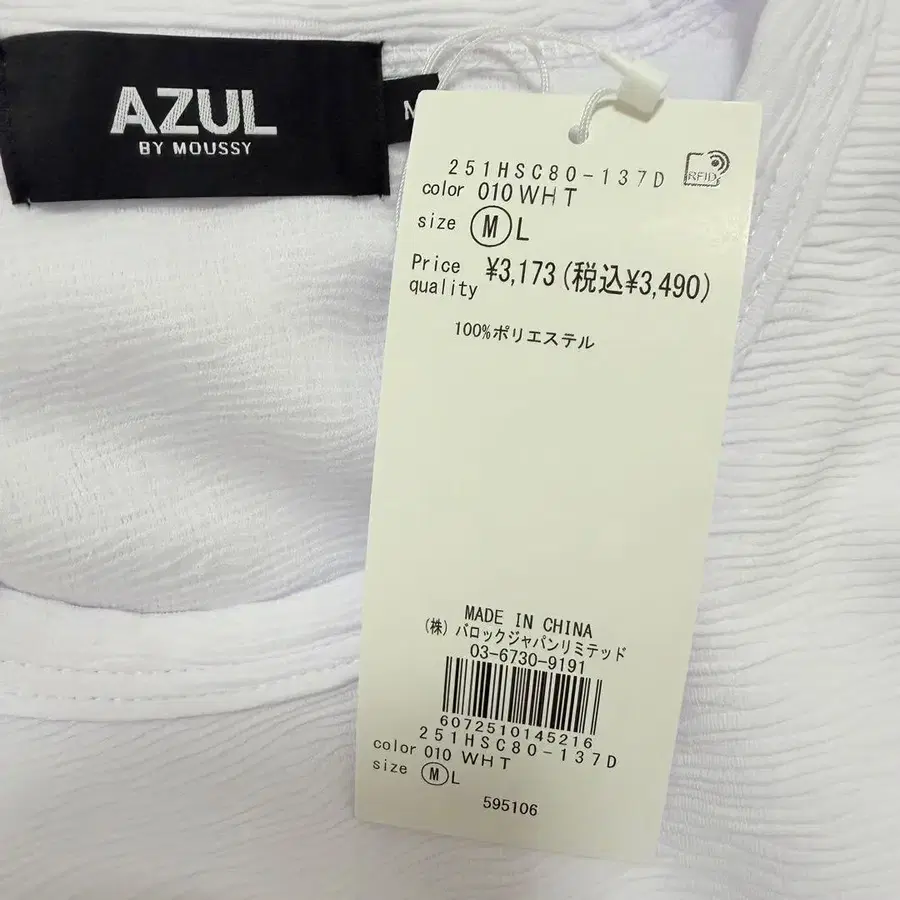 AZUL
BY MOUSSY
M
251HSC80-137D
RFID
color 010 WHT
size M L
Price ¥3,173 (税込¥3,490)
quality
100%ポリエステル
MADE IN CHINA
(株) バロックジャパンリミテッド
03-6730-9191
6072510145216
251HSC80-137D
color 010 WHT
size M L
595106